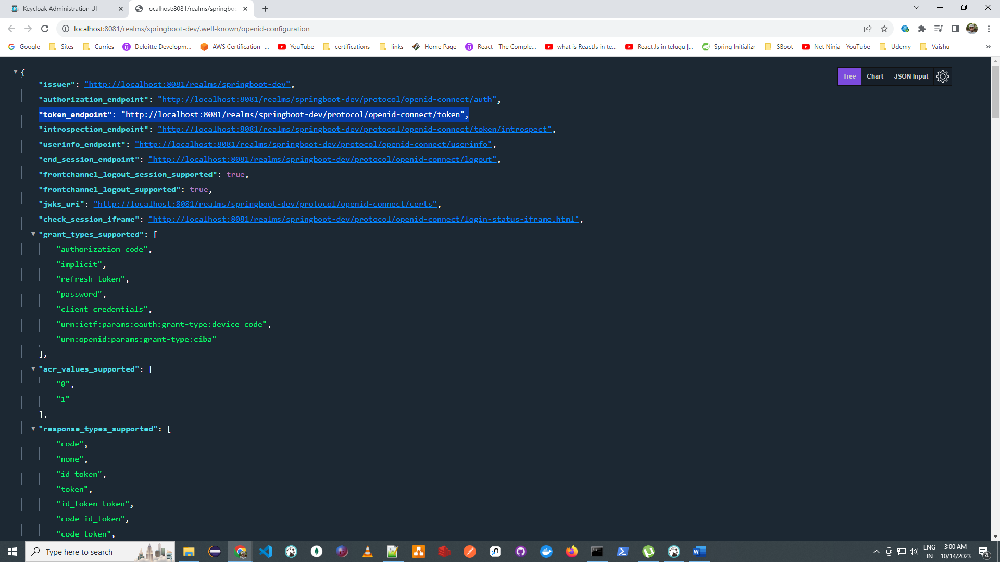 Keycloak Administration UI
localhost:8081/realms/springboo
localhost:8081/realms/springboot-dev/.well-known/openid-configuration
Google Sites Curries Deloitte Developm... AWS Certification -... YouTube certifications links Home Page React - The Comple... what is ReactJs in te... React Js in telugu |... Spring Initializr SBoot Net Ninja - YouTube Udemy Vaishu »
Tree Chart JSON Input
{
"issuer": "http://localhost:8081/realms/springboot-dev",
"authorization_endpoint": "http://localhost:8081/realms/springboot-dev/protocol/openid-connect/auth",
"token_endpoint": "http://localhost:8081/realms/springboot-dev/protocol/openid-connect/token",
"introspection_endpoint": "http://localhost:8081/realms/springboot-dev/protocol/openid-connect/token/introspect",
"userinfo_endpoint": "http://localhost:8081/realms/springboot-dev/protocol/openid-connect/userinfo",
"end_session_endpoint": "http://localhost:8081/realms/springboot-dev/protocol/openid-connect/logout",
"frontchannel_logout_session_supported": true,
"frontchannel_logout_supported": true,
"jwks_uri": "http://localhost:8081/realms/springboot-dev/protocol/openid-connect/certs",
"check_session_iframe": "http://localhost:8081/realms/springboot-dev/protocol/openid-connect/login-status-iframe.html",
"grant_types_supported": [
"authorization_code",
"implicit",
"refresh_token",
"password",
"client_credentials",
"urn:ietf:params:oauth:grant-type:device_code",
"urn:openid:params:grant-type:ciba"
],
"acr_values_supported": [
"0",
"1"
],
"response_types_supported": [
"code",
"none",
"id_token",
"token",
"id_token token",
"code id_token",
"code token",
Type here to search
ENG
IN
3:00 AM
10/14/2023
4